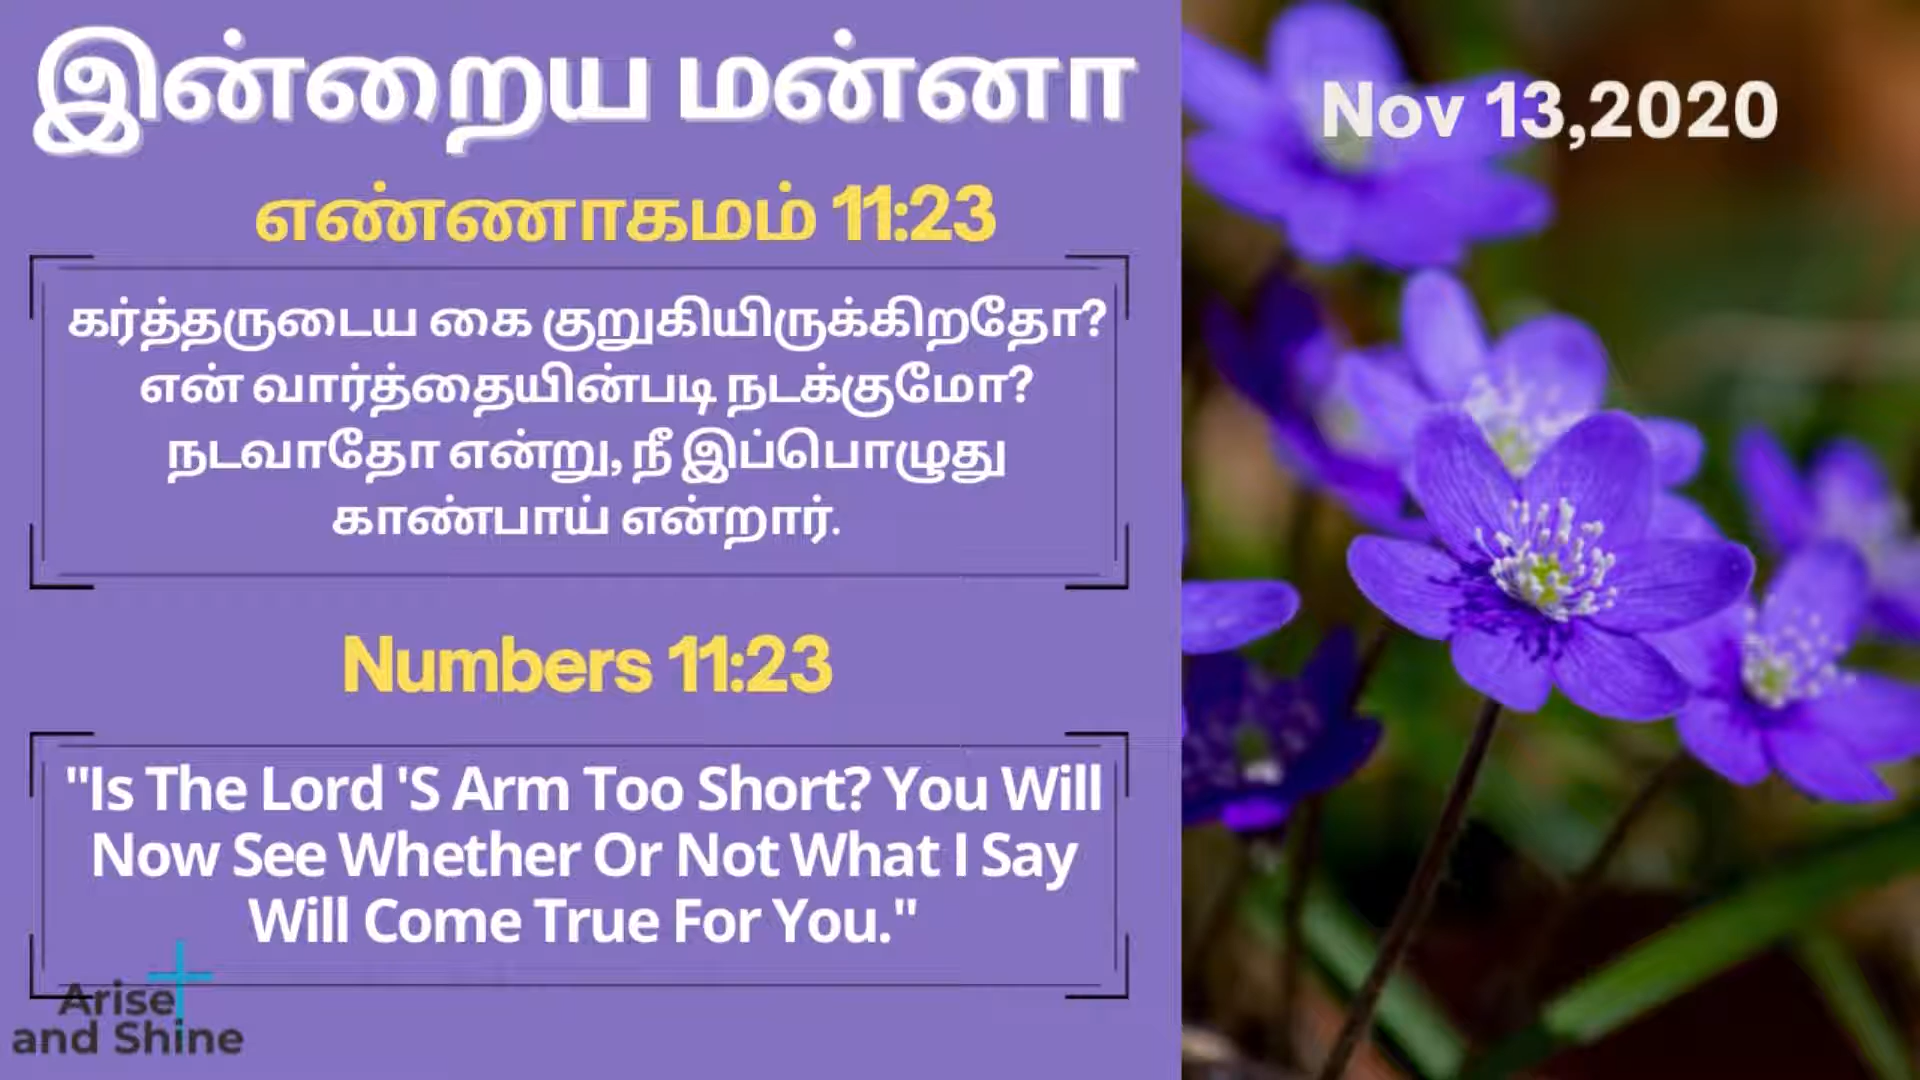 இன்றைய மன்னா
Nov 13,2020
எண்ணாகமம் 11:23
கர்த்தருடைய கை குறுகியிருக்கிறதோ?
என் வார்த்தையின்படி நடக்குமோ?
நடவாதோ என்று, நீ இப்பொழுது
காண்பாய் என்றார்.
Numbers 11:23
"Is The Lord 'S Arm Too Short? You Will
Now See Whether Or Not What I Say
Will Come True For You."
Arise
and Shine